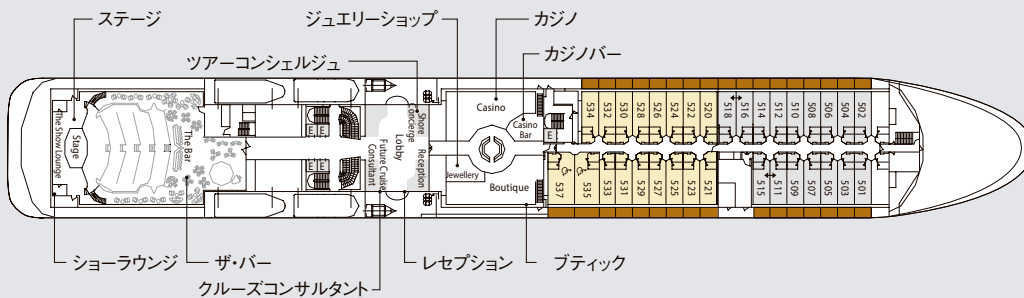 ステージ
ジュエリーショップ
カジノ
ツアーコンシェルジュ
カジノバー
The Show Lounge
Stage
The Bar
E
E
E
E
Future Cruise
Consultant
Lobby
Shore
Concierge
Reception
Casino
Casino
Bar
Jewellery
Boutique
E
534
532
530
528
526
524
522
520
518
516
514
512
510
508
506
504
502
537
535
533
531
529
527
525
523
521
515
511
509
507
505
503
501
ショーラウンジ
ザ・バー
レセプション
ブティック
クルーズコンサルタント